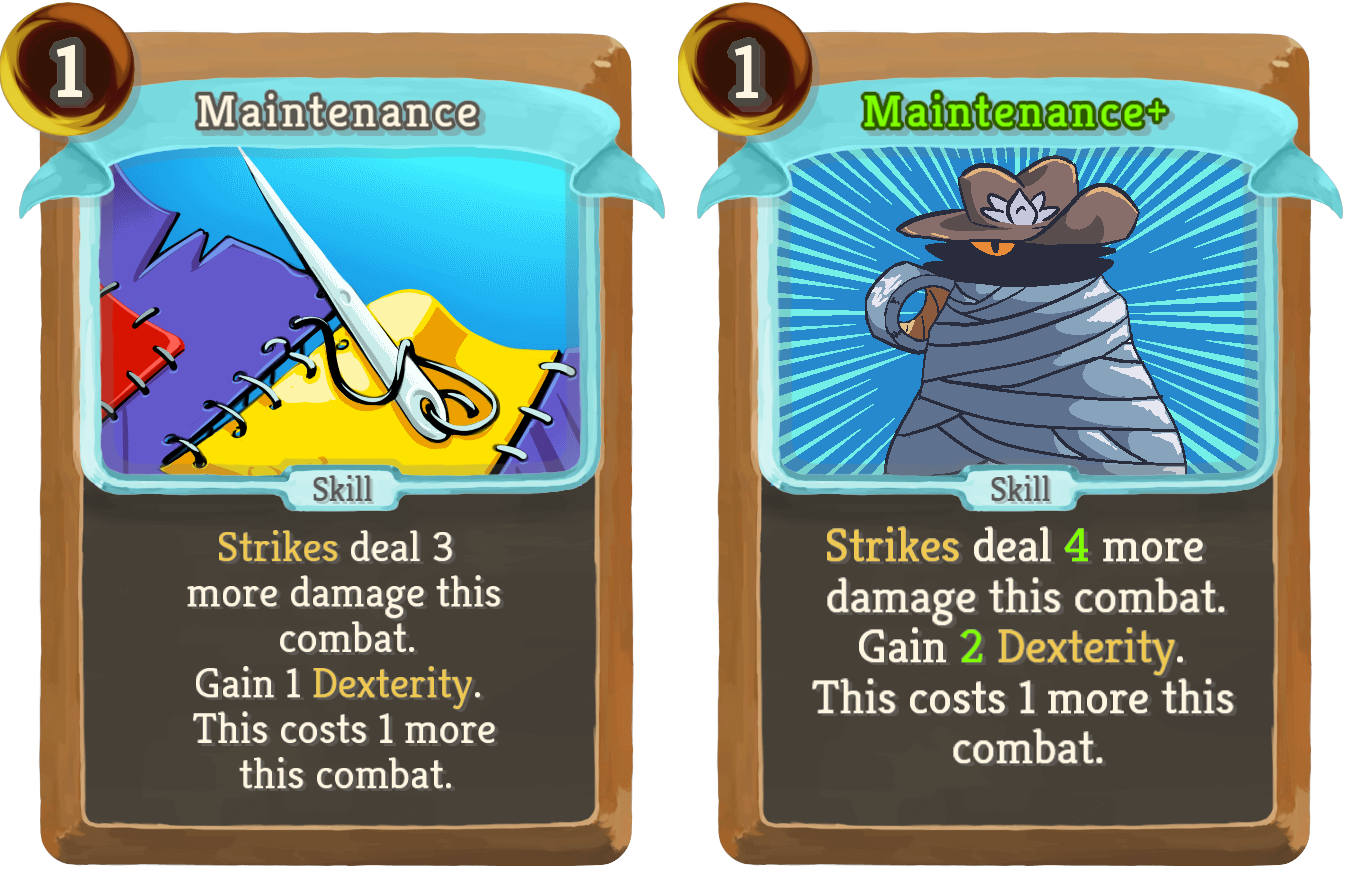 1
Maintenance
Skill
Strikes deal 3
more damage this
combat.
Gain 1 Dexterity.
This costs 1 more
this combat.
1
Maintenance+
Skill
Strikes deal 4 more
damage this combat.
Gain 2 Dexterity.
This costs 1 more this
combat.